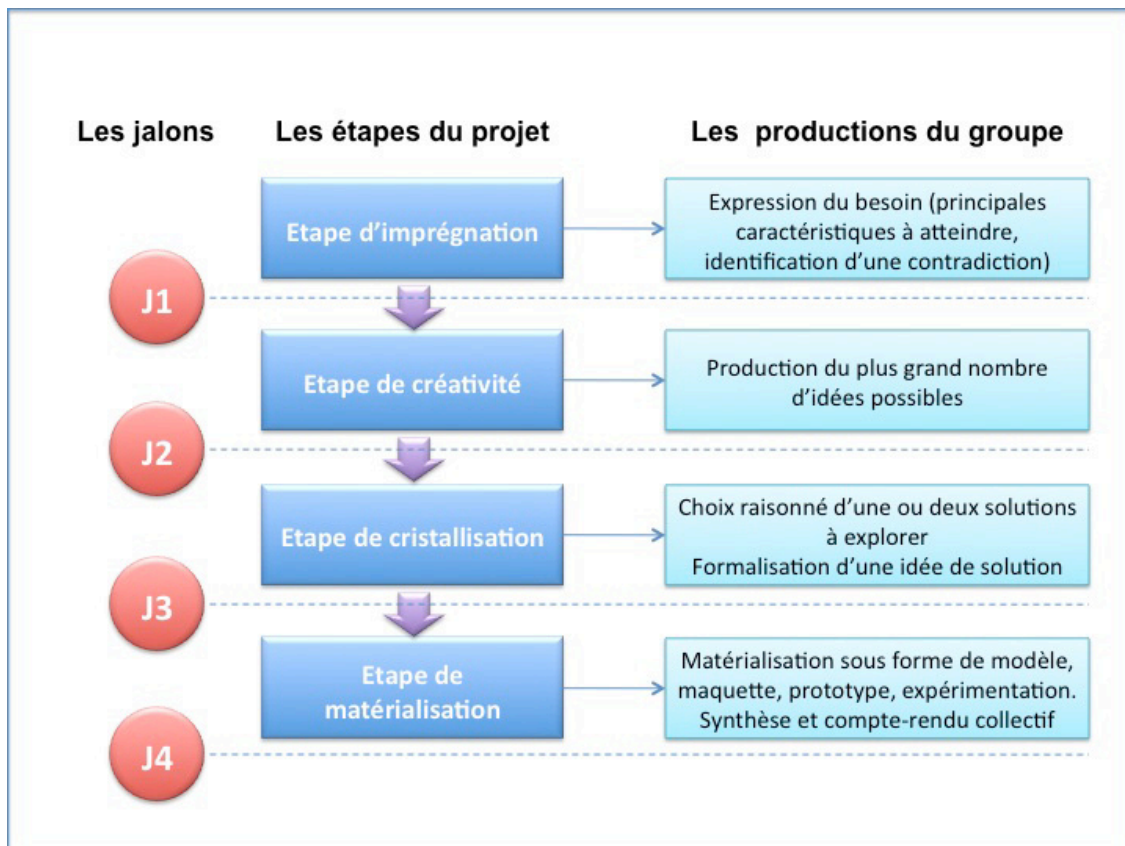 Les jalons
Les étapes du projet
Les productions du groupe
Etape d’imprégnation
Expression du besoin (principales
caractéristiques à atteindre,
identification d’une contradiction)
J1
Etape de créativité
Production du plus grand nombre
d’idées possibles
J2
Etape de cristallisation
Choix raisonné d’une ou deux solutions
à explorer
Formalisation d’une idée de solution
J3
Etape de
matérialisation
Matérialisation sous forme de modèle,
maquette, prototype, expérimentation.
Synthèse et compte-rendu collectif
J4